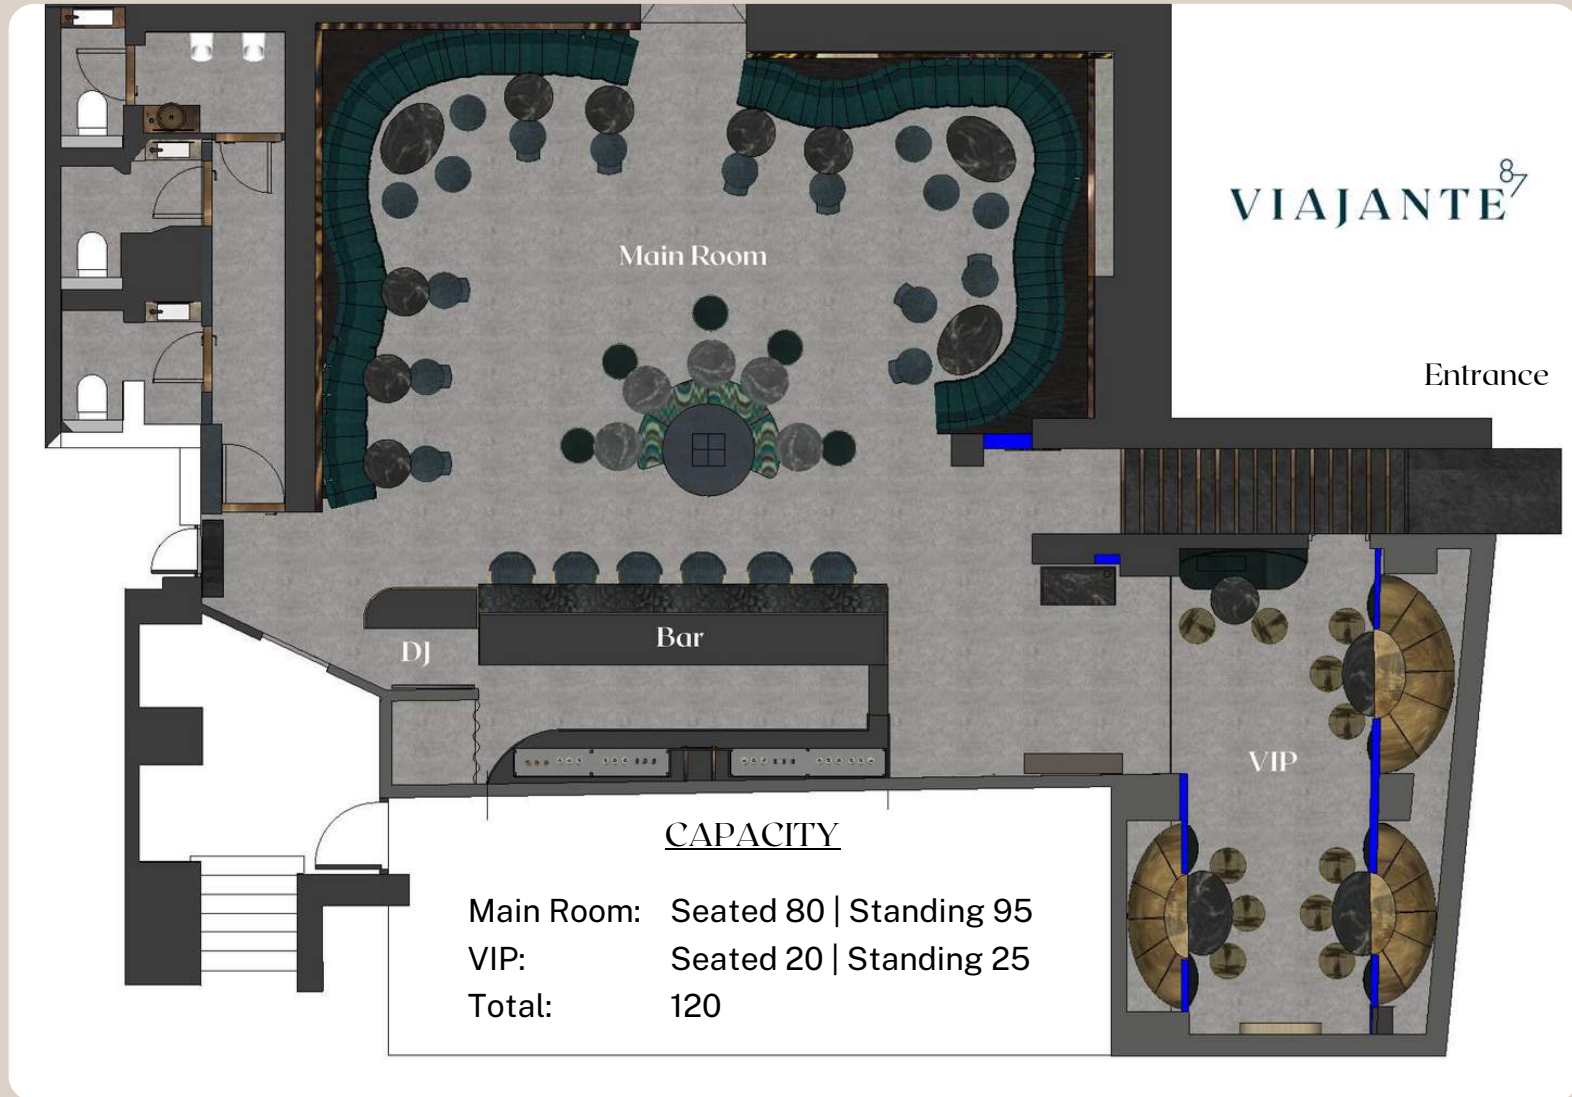 VIAJANTE87
Entrance
Main Room
DJ
Bar
VIP
CAPACITY
Main Room: Seated 80 | Standing 95
VIP: Seated 20 | Standing 25
Total: 120